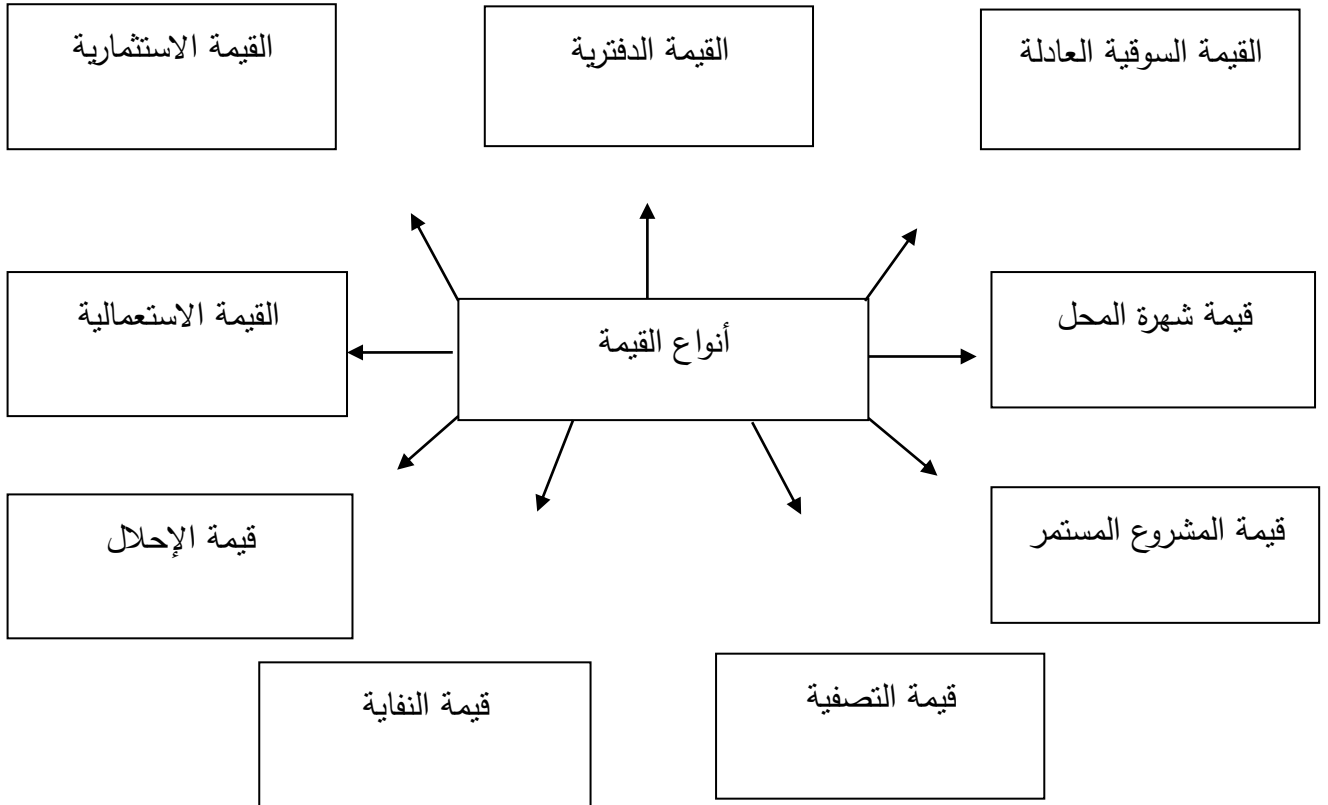 القيمة السوقية العادلة
القيمة الدفترية
القيمة الاستثمارية
قيمة شهرة المحل
أنواع القيمة
القيمة الاستعمالية
قيمة المشروع المستمر
قيمة الإحلال
قيمة التصفية
قيمة النفاية